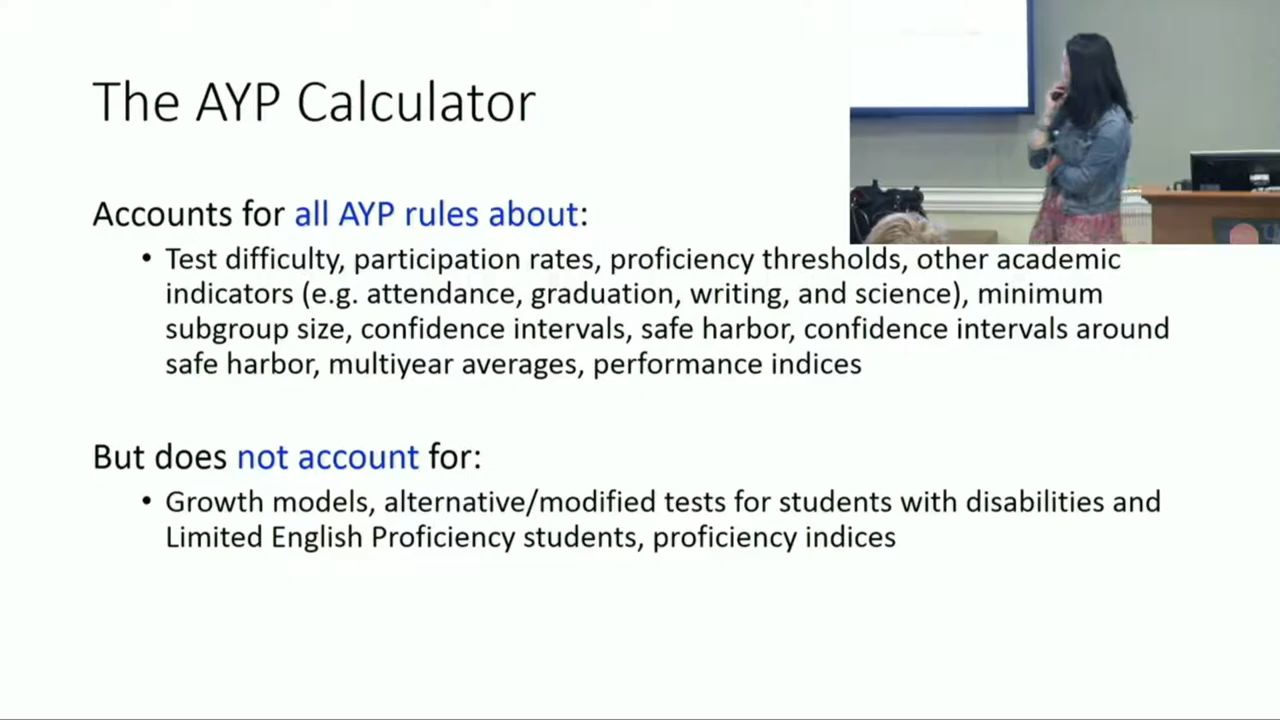 The AYP Calculator
Accounts for all AYP rules about:
• Test difficulty, participation rates, proficiency thresholds, other academic
indicators (e.g. attendance, graduation, writing, and science), minimum
subgroup size, confidence intervals, safe harbor, confidence intervals around
safe harbor, multiyear averages, performance indices
But does not account for:
• Growth models, alternative/modified tests for students with disabilities and
Limited English Proficiency students, proficiency indices